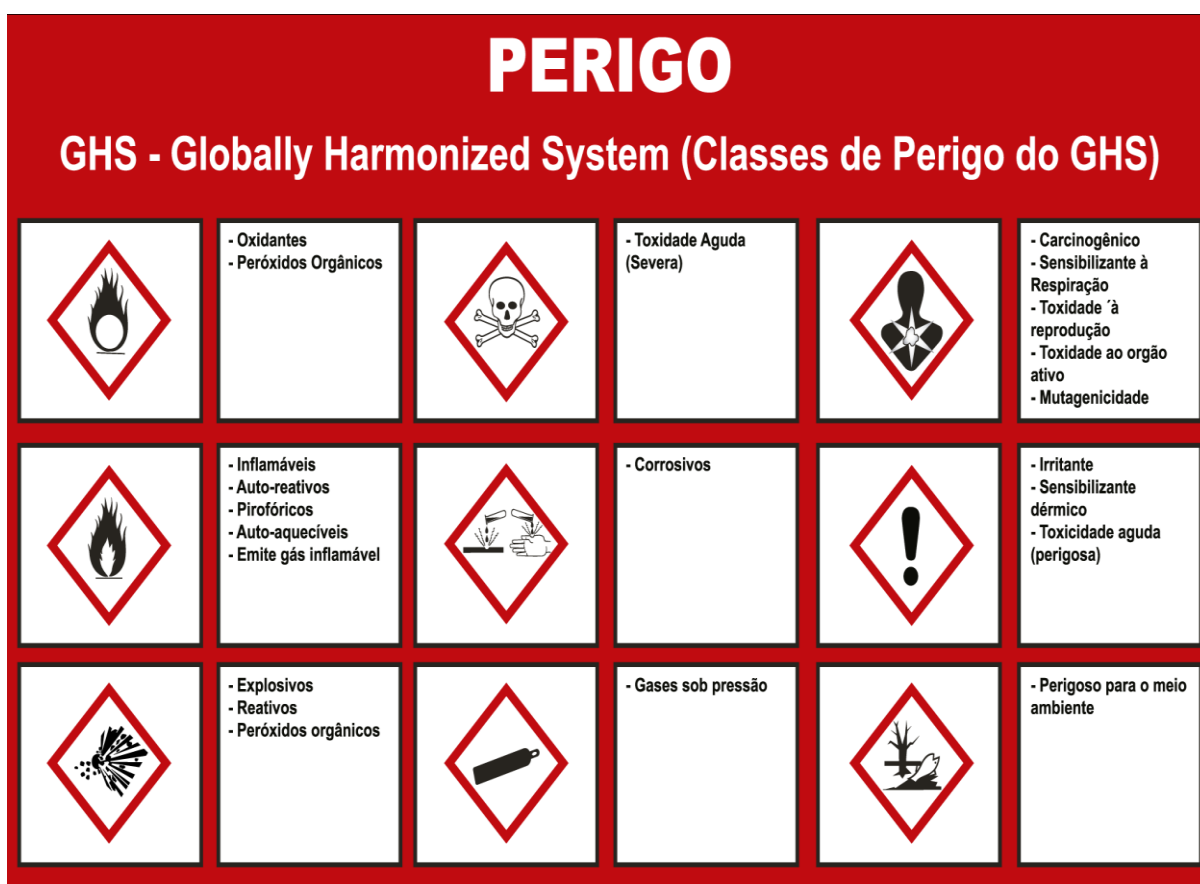 PERIGO
GHS - Globally Harmonized System (Classes de Perigo do GHS)
- Oxidantes
- Peróxidos Orgânicos
- Toxidade Aguda
(Severa)
- Carcinogênico
- Sensibilizante à
Respiração
- Toxidade ´à
reprodução
- Toxidade ao orgão
ativo
- Mutagenicidade
- Inflamáveis
- Auto-reativos
- Pirofóricos
- Auto-aquecíveis
- Emite gás inflamável
- Corrosivos
- Irritante
- Sensibilizante
dérmico
- Toxicidade aguda
(perigosa)
- Explosivos
- Reativos
- Peróxidos orgânicos
- Gases sob pressão
- Perigoso para o meio
ambiente